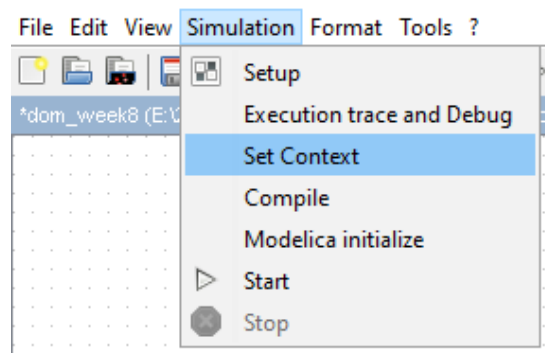 File Edit View Simulation Format Tools ?
Setup
*dom_week8 (E:\
Execution trace and Debug
Set Context
Compile
Modelica initialize
Start
Stop